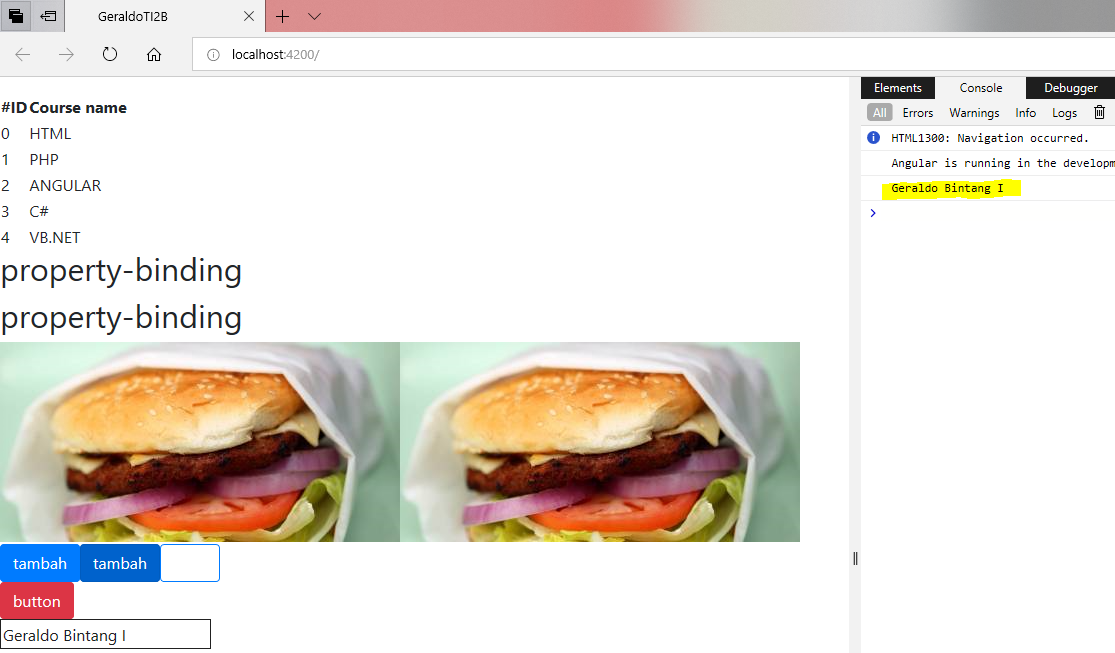 GeraldoTI2B
localhost:4200/
#ID Course name
0 HTML
1 PHP
2 ANGULAR
3 C#
4 VB.NET
property-binding
property-binding
tambah tambah
button
Geraldo Bintang I
Elements Console Debugger
All Errors Warnings Info Logs
HTML1300: Navigation occurred.
Angular is running in the developm
Geraldo Bintang I